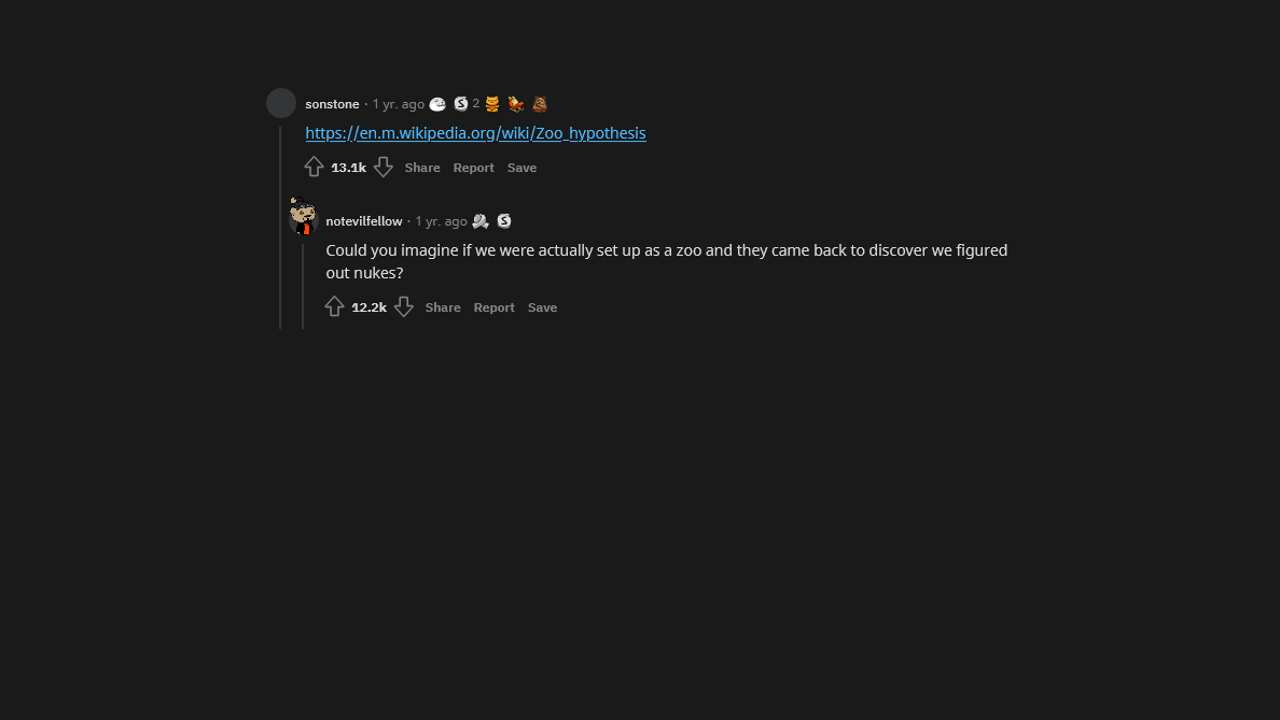 sonstone · 1 yr. ago 2
https://en.m.wikipedia.org/wiki/Zoo_hypothesis
13.1k Share Report Save
notevilfellow · 1 yr. ago
Could you imagine if we were actually set up as a zoo and they came back to discover we figured
out nukes?
12.2k Share Report Save